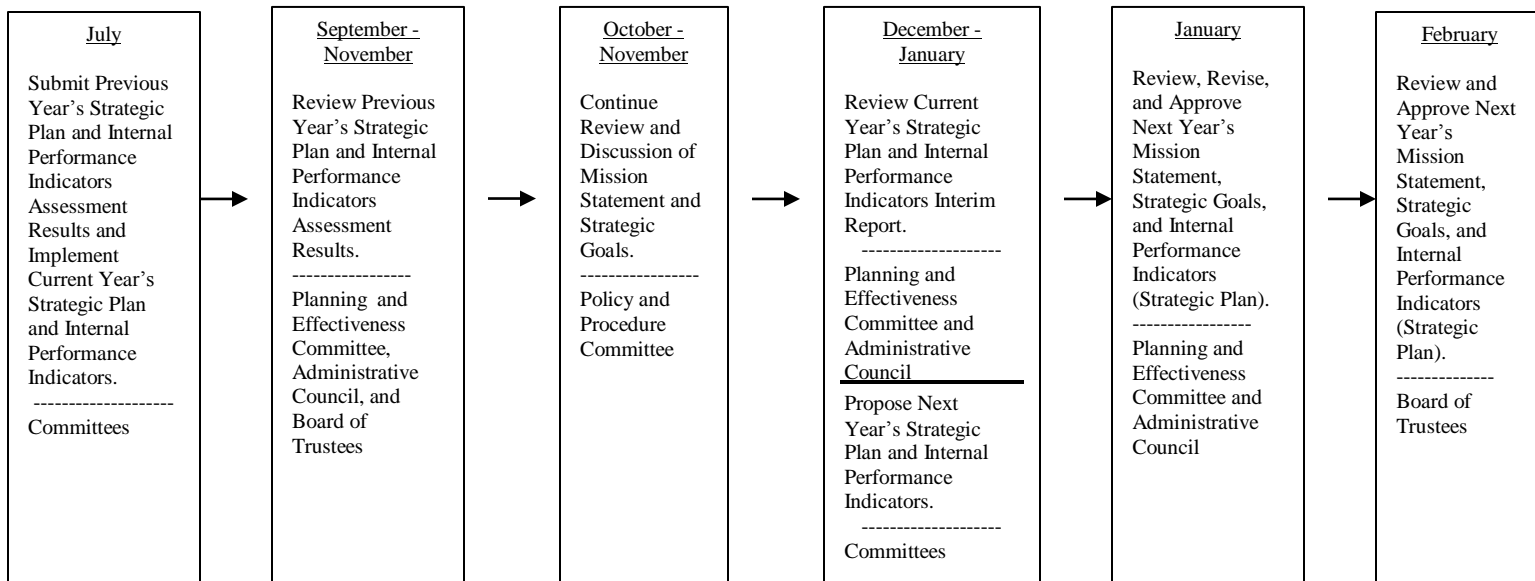 July
Submit Previous
Year’s Strategic
Plan and Internal
Performance
Indicators
Assessment
Results and
Implement
Current Year’s
Strategic Plan
and Internal
Performance
Indicators.
--------------------
Committees
September -
November
Review Previous
Year’s Strategic
Plan and Internal
Performance
Indicators
Assessment
Results.
-----------------
Planning and
Effectiveness
Committee,
Administrative
Council, and
Board of
Trustees
October -
November
Continue
Review and
Discussion of
Mission
Statement and
Strategic
Goals.
-----------------
Policy and
Procedure
Committee
December -
January
Review Current
Year’s Strategic
Plan and Internal
Performance
Indicators Interim
Report.
--------------------
Planning and
Effectiveness
Committee and
Administrative
Council
Propose Next
Year’s Strategic
Plan and Internal
Performance
Indicators.
--------------------
Committees
January
Review, Revise,
and Approve
Next Year’s
Mission
Statement,
Strategic Goals,
and Internal
Performance
Indicators
(Strategic Plan).
-----------------
Planning and
Effectiveness
Committee and
Administrative
Council
February
Review and
Approve Next
Year’s
Mission
Statement,
Strategic
Goals, and
Internal
Performance
Indicators
(Strategic
Plan).
--------------
Board of
Trustees